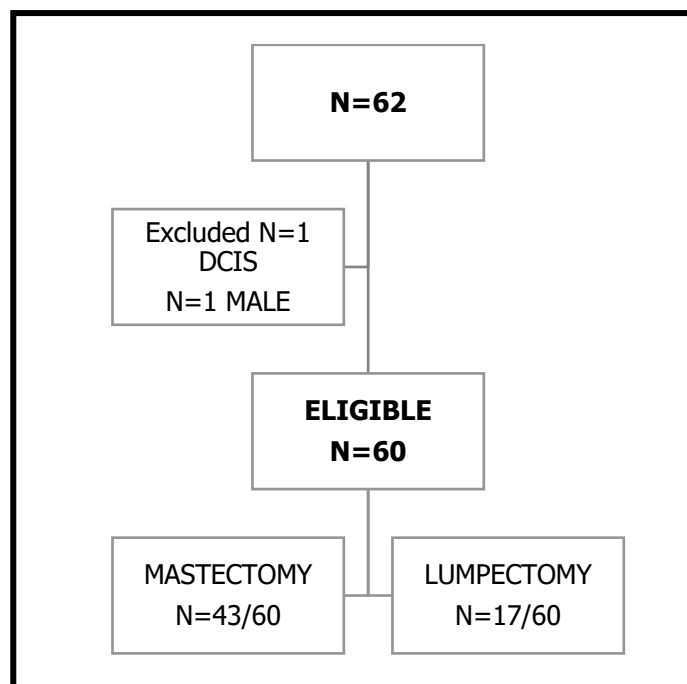 N=62
Excluded N=1
DCIS
N=1 MALE
ELIGIBLE
N=60
MASTECTOMY
N=43/60
LUMPECTOMY
N=17/60